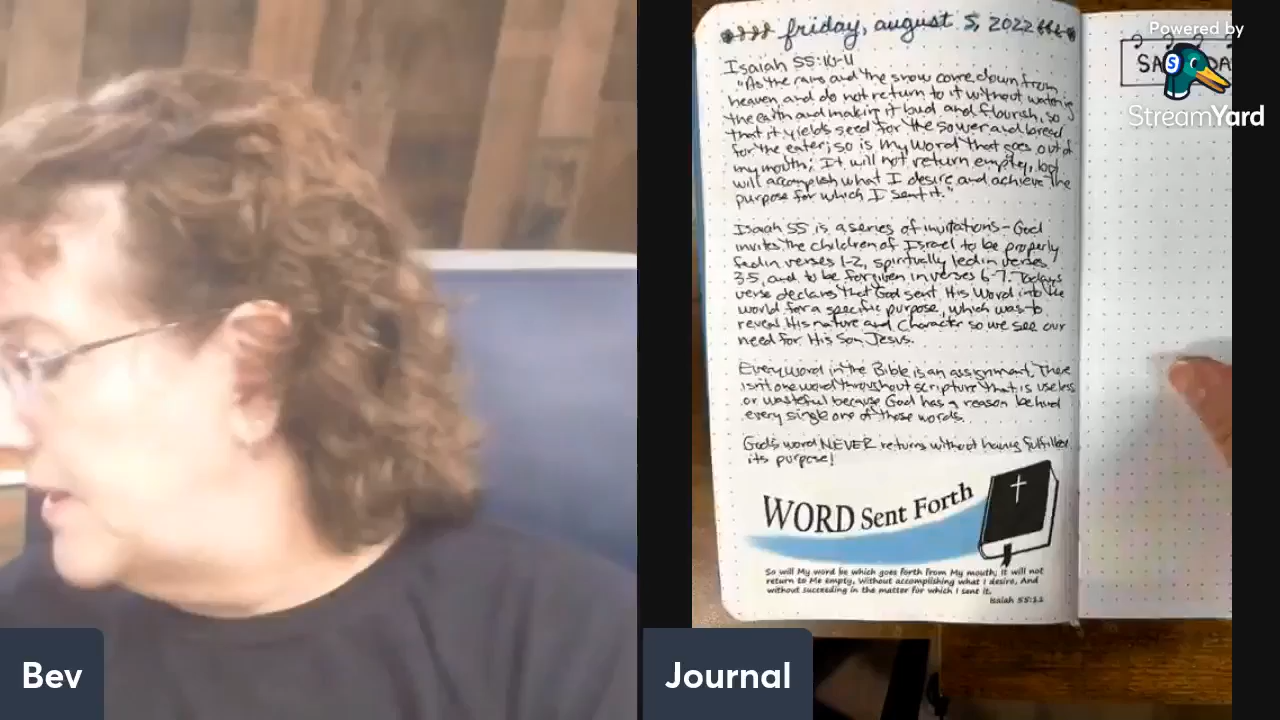 friday, august 5, 2022
Isaiah 55:10-11
"As the rain and the snow come down from
heaven and do not return to it without watering
the earth and making it bud and flourish, so
that it yields seed for the sower and bread
for the eater; so is my word that goes out of
my mouth; It will not return empty, but
will accomplish what I desire and achieve the
purpose for which I sent it."
Isaiah 55 is a series of invitations - God
invites the children of Israel to be properly
fed in verses 1-2, spiritually led in verses
3-5, and to be forgiven in verses 6-7. Today's
verse declares that God sent His Word into the
world for a specific purpose, which was to
reveal His nature and Character so we see our
need for His Son, Jesus.
Every word in the Bible is an assignment. There
isn't one word throughout scripture that is useless
or wasteful because God has a reason behind
every single one of those words.
God's word NEVER returns without having fulfilled
its purpose!
WORD Sent Forth
So will My word be which goes forth from My mouth; It will not
return to Me empty, Without accomplishing what I desire, And
without succeeding in the matter for which I sent it.
Isaiah 55:11
Powered by
StreamYard
Bev
Journal